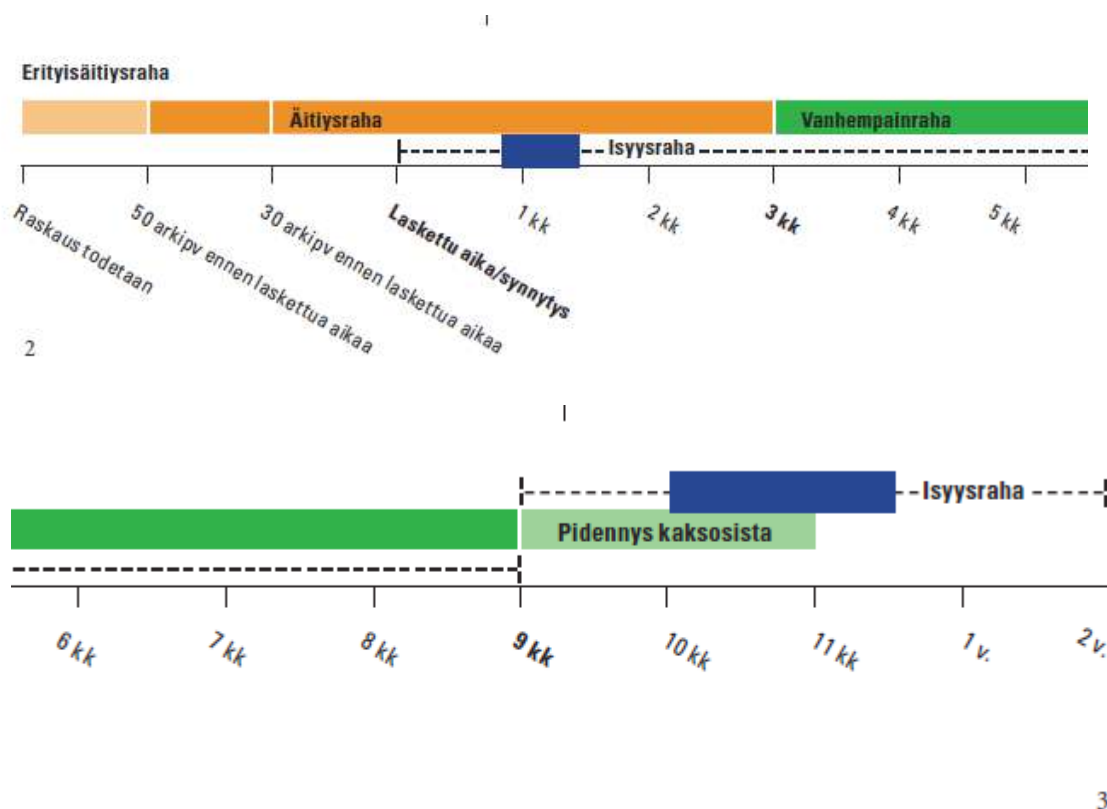 Erityisäitiysraha
Äitiysraha
Vanhempainraha
Isyysraha
Raskaus todetaan
50 arkipv ennen laskettua aikaa
30 arkipv ennen laskettua aikaa
Laskettu aika/synnytys
1 kk
2 kk
3 kk
4 kk
5 kk
2
Isyysraha
Pidennys kaksosista
6 kk
7 kk
8 kk
9 kk
10 kk
11 kk
1 v.
2 v.
3